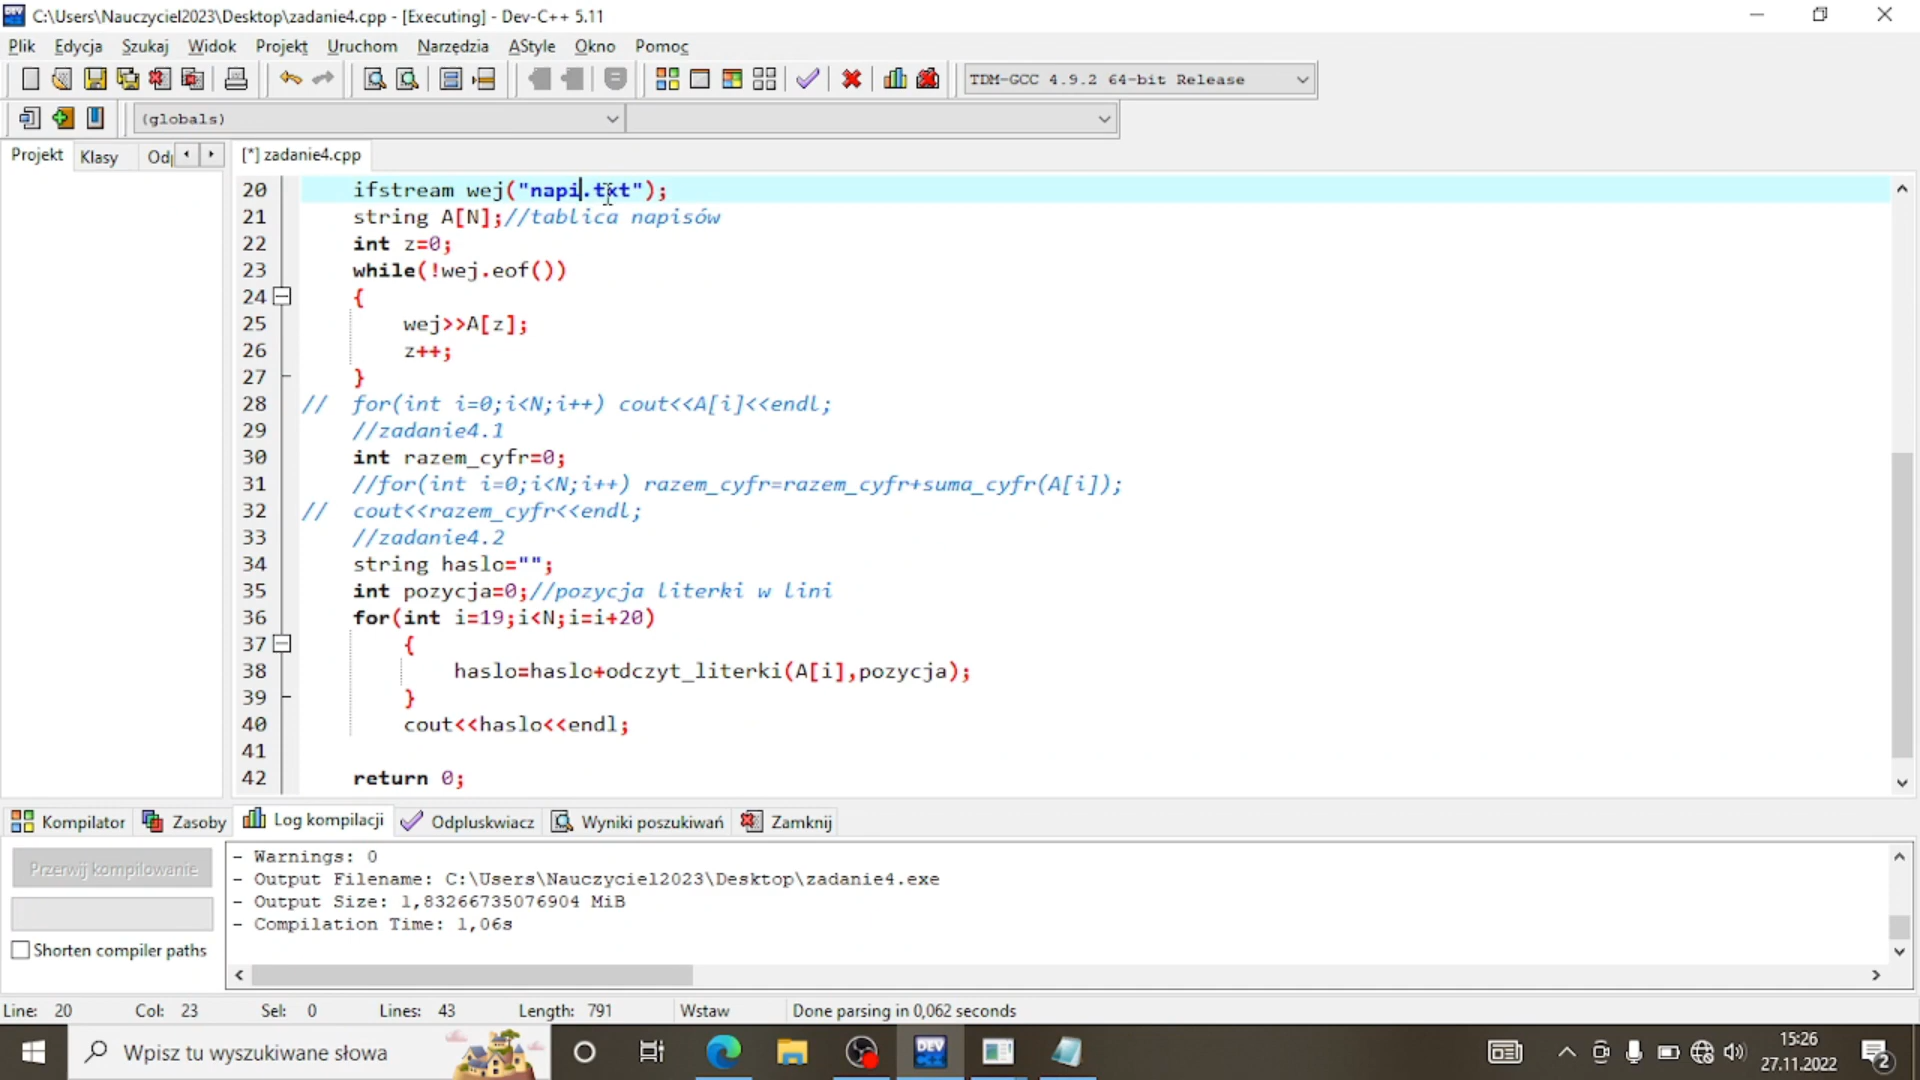 C:\Users\Nauczyciel2023\Desktop\zadanie4.cpp - [Executing] - Dev-C++ 5.11
Plik Edycja Szukaj Widok Projekt Uruchom Narzędzia AStyle Okno Pomoc
TDM-GCC 4.9.2 64-bit Release
(globals)
Projekt Klasy Odp [*] zadanie4.cpp
20 ifstream wej("napi.txt");
21 string A[N];//tablica napisów
22 int z=0;
23 while(!wej.eof())
24 {
25 wej>>A[z];
26 z++;
27 }
28 // for(int i=0;i<N;i++) cout<<A[i]<<endl;
29 //zadanie4.1
30 int razem_cyfr=0;
31 //for(int i=0;i<N;i++) razem_cyfr=razem_cyfr+suma_cyfr(A[i]);
32 // cout<<razem_cyfr<<endl;
33 //zadanie4.2
34 string haslo="";
35 int pozycja=0;//pozycja literki w lini
36 for(int i=19;i<N;i=i+20)
37 {
38 haslo=haslo+odczyt_literki(A[i],pozycja);
39 }
40 cout<<haslo<<endl;
41
42 return 0;
Kompilator Zasoby Log kompilacji Odpluskwiacz Wyniki poszukiwań Zamknij
Przerwij kompilowanie
Shorten compiler paths
- Warnings: 0
- Output Filename: C:\Users\Nauczyciel2023\Desktop\zadanie4.exe
- Output Size: 1,83266735076904 MiB
- Compilation Time: 1,06s
Line: 20 Col: 23 Sel: 0 Lines: 43 Length: 791 Wstaw Done parsing in 0,062 seconds
Wpisz tu wyszukiwane słowa
DEV
15:26
27.11.2022
2